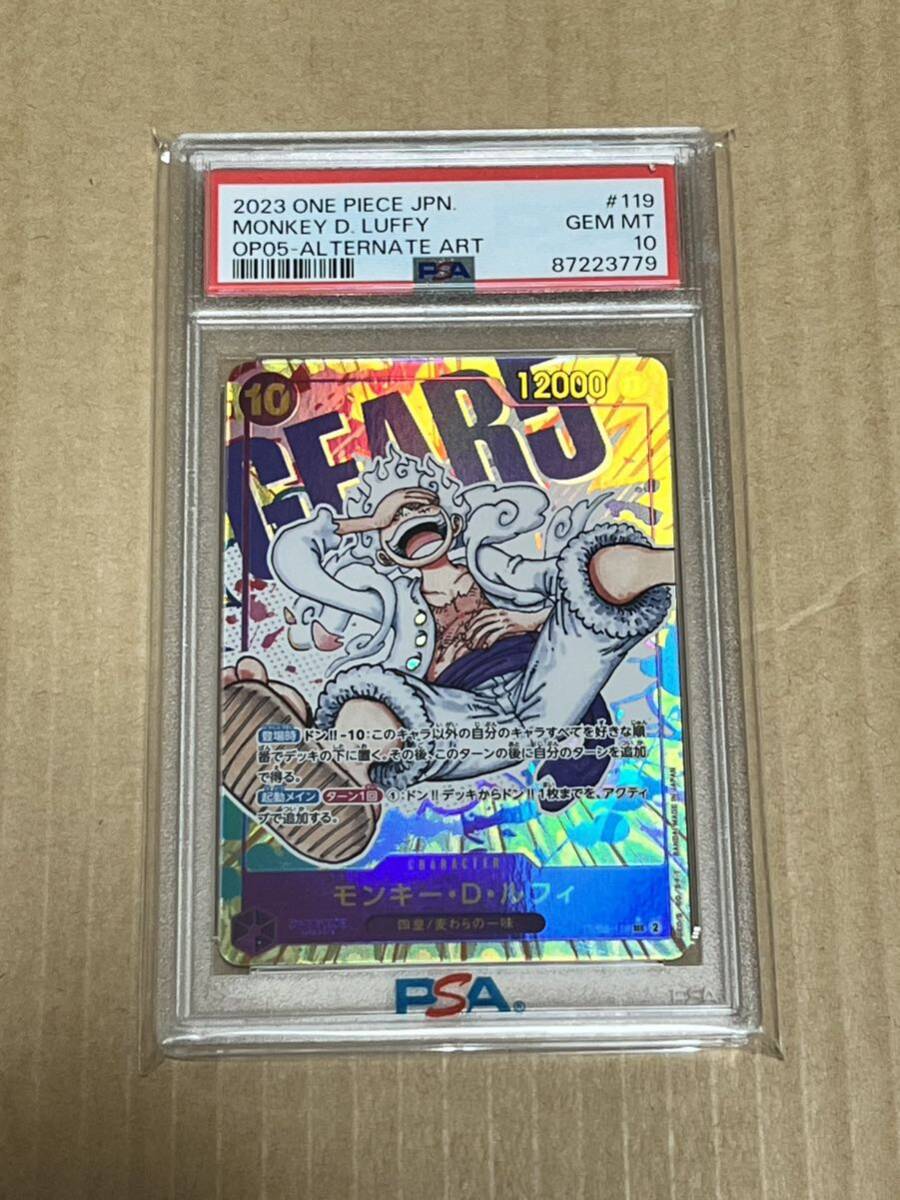 2023 ONE PIECE JPN. #119
MONKEY D. LUFFY GEM MT
OP05-ALTERNATE ART 10
PSA 87223779
10 12000
GEAR5
登場時 ドン!!-10:このキャラ以外の自分のキャラすべてを好きな順
番でデッキの下に置く。その後、このターンの後に自分のターンを追加
で得る。
起動メイン ターン1回 ①:ドン!!デッキからドン!!1枚までを、アクティ
ブで追加する。
BANDAI MADE IN JAPAN
CHARACTER
モンキー・D・ルフィ
四皇/麦わらの一味
2
PSA